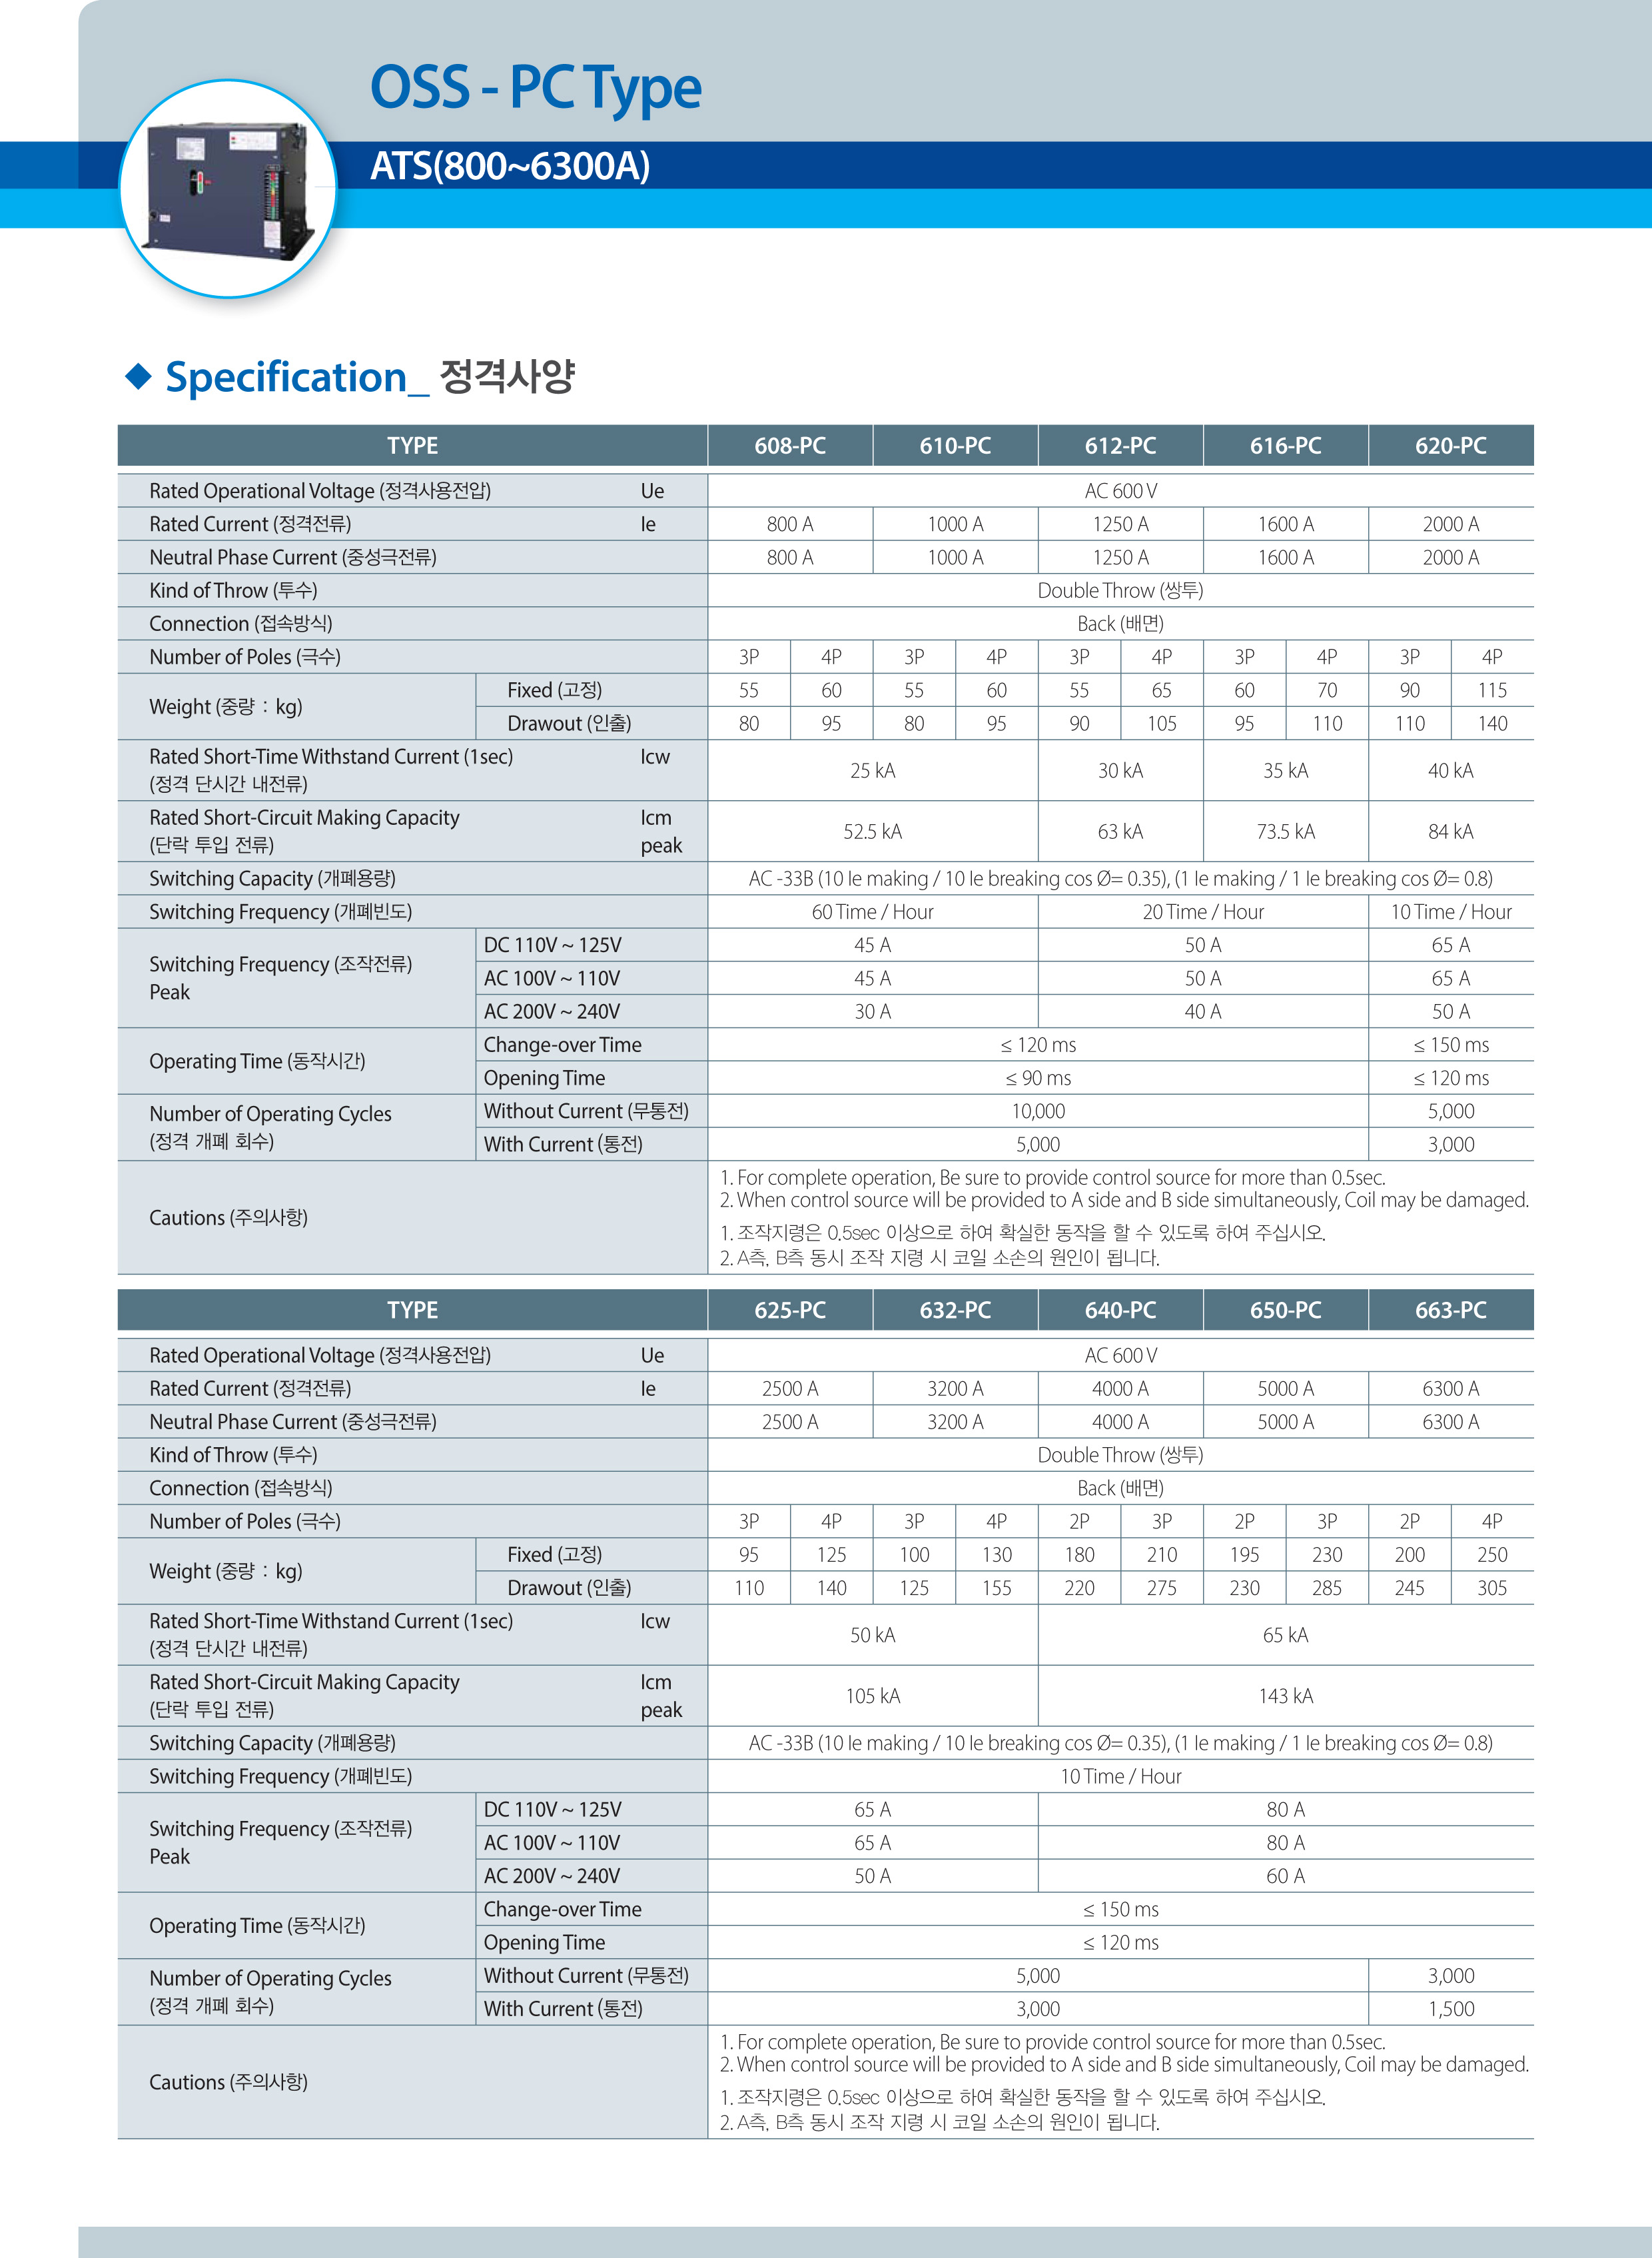 OSS - PC Type
ATS(800~6300A)
◆ Specification_ 정격사양
TYPE 608-PC 610-PC 612-PC 616-PC 620-PC
Rated Operational Voltage (정격사용전압) Ue AC 600 V
Rated Current (정격전류) Ie 800 A 1000 A 1250 A 1600 A 2000 A
Neutral Phase Current (중성극전류) 800 A 1000 A 1250 A 1600 A 2000 A
Kind of Throw (투수) Double Throw (쌍투)
Connection (접속방식) Back (배면)
Number of Poles (극수) 3P 4P 3P 4P 3P 4P 3P 4P 3P 4P
Weight (중량 : kg)
Fixed (고정) 55 60 55 60 55 65 60 70 90 115
Drawout (인출) 80 95 80 95 90 105 95 110 110 140
Rated Short-Time Withstand Current (1sec) Icw
(정격 단시간 내전류)
25 kA 30 kA 35 kA 40 kA
Rated Short-Circuit Making Capacity Icm
(단락 투입 전류) peak
52.5 kA 63 kA 73.5 kA 84 kA
Switching Capacity (개폐용량) AC -33B (10 Ie making / 10 Ie breaking cos Ø= 0.35), (1 Ie making / 1 Ie breaking cos Ø= 0.8)
Switching Frequency (개폐빈도) 60 Time / Hour 20 Time / Hour 10 Time / Hour
Switching Frequency (조작전류)
Peak
DC 110V ~ 125V 45 A 50 A 65 A
AC 100V ~ 110V 45 A 50 A 65 A
AC 200V ~ 240V 30 A 40 A 50 A
Operating Time (동작시간)
Change-over Time ≤ 120 ms ≤ 150 ms
Opening Time ≤ 90 ms ≤ 120 ms
Number of Operating Cycles
(정격 개폐 회수)
Without Current (무통전) 10,000 5,000
With Current (통전) 5,000 3,000
Cautions (주의사항)
1. For complete operation, Be sure to provide control source for more than 0.5sec.
2. When control source will be provided to A side and B side simultaneously, Coil may be damaged.
1. 조작지령은 0.5sec 이상으로 하여 확실한 동작을 할 수 있도록 하여 주십시오.
2. A측, B측 동시 조작 지령 시 코일 소손의 원인이 됩니다.
TYPE 625-PC 632-PC 640-PC 650-PC 663-PC
Rated Operational Voltage (정격사용전압) Ue AC 600 V
Rated Current (정격전류) Ie 2500 A 3200 A 4000 A 5000 A 6300 A
Neutral Phase Current (중성극전류) 2500 A 3200 A 4000 A 5000 A 6300 A
Kind of Throw (투수) Double Throw (쌍투)
Connection (접속방식) Back (배면)
Number of Poles (극수) 3P 4P 3P 4P 2P 3P 2P 3P 2P 4P
Weight (중량 : kg)
Fixed (고정) 95 125 100 130 180 210 195 230 200 250
Drawout (인출) 110 140 125 155 220 275 230 285 245 305
Rated Short-Time Withstand Current (1sec) Icw
(정격 단시간 내전류)
50 kA 65 kA
Rated Short-Circuit Making Capacity Icm
(단락 투입 전류) peak
105 kA 143 kA
Switching Capacity (개폐용량) AC -33B (10 Ie making / 10 Ie breaking cos Ø= 0.35), (1 Ie making / 1 Ie breaking cos Ø= 0.8)
Switching Frequency (개폐빈도) 10 Time / Hour
Switching Frequency (조작전류)
Peak
DC 110V ~ 125V 65 A 80 A
AC 100V ~ 110V 65 A 80 A
AC 200V ~ 240V 50 A 60 A
Operating Time (동작시간)
Change-over Time ≤ 150 ms
Opening Time ≤ 120 ms
Number of Operating Cycles
(정격 개폐 회수)
Without Current (무통전) 5,000 3,000
With Current (통전) 3,000 1,500
Cautions (주의사항)
1. For complete operation, Be sure to provide control source for more than 0.5sec.
2. When control source will be provided to A side and B side simultaneously, Coil may be damaged.
1. 조작지령은 0.5sec 이상으로 하여 확실한 동작을 할 수 있도록 하여 주십시오.
2. A측, B측 동시 조작 지령 시 코일 소손의 원인이 됩니다.